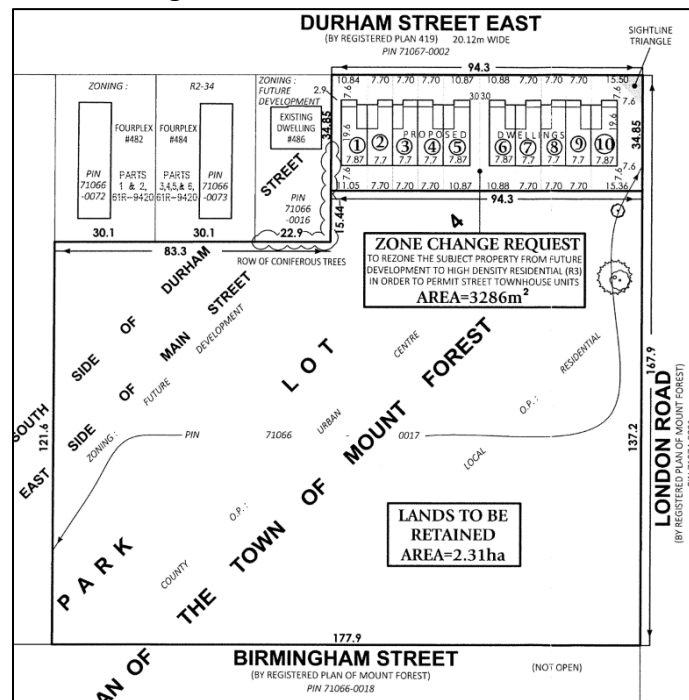 DURHAM STREET EAST
(BY REGISTERED PLAN 419) 20.12m WIDE
PIN 71067-0002
SIGHTLINE
TRIANGLE
94.3
ZONING :
R2-34
ZONING :
FUTURE
DEVELOPMENT
2.9
10.84 7.70 7.70 7.70 10.87 10.88 7.70 7.70 7.70 15.50
7.6
3.0 3.0
7.6
7.6
EXISTING
DWELLING
#486
34.85
19.6
34.85
FOURPLEX
#482
FOURPLEX
#484
PROPOSED DWELLINGS
1 2 3 4 5 6 7 8 9 10
7.87 7.7 7.7 7.7 7.87 7.87 7.7 7.7 7.7 7.87
PIN
71066
-0072
PARTS
1 & 2,
61R-9420
PARTS
3,4,5,& 6,
61R-9420
PIN
71066
-0073
STREET
PIN
71066
-0016
7.6
7.6
11.05 7.70 7.70 7.70 10.87 10.88 7.70 7.70 7.70 15.36
94.3
15.44
30.1 30.1 22.9
83.3
ROW OF CONIFEROUS TREES
4
ZONE CHANGE REQUEST
TO REZONE THE SUBJECT PROPERTY FROM FUTURE
DEVELOPMENT TO HIGH DENSITY RESIDENTIAL (R3)
IN ORDER TO PERMIT STREET TOWNHOUSE UNITS
AREA=3286m²
SOUTH SIDE OF DURHAM
EAST SIDE OF MAIN STREET
ZONING : FUTURE DEVELOPMENT
LOT
PARK
THE TOWN OF MOUNT FOREST
COUNTY O.P.: URBAN CENTRE
LOCAL O.P.: RESIDENTIAL
PIN 71066 - 0017
121.6
137.2
167.9
LONDON ROAD
(BY REGISTERED PLAN OF MOUNT FOREST)
LANDS TO BE
RETAINED
AREA=2.31ha
177.9
BIRMINGHAM STREET
(BY REGISTERED PLAN OF MOUNT FOREST)
PIN 71066-0018
(NOT OPEN)
OF